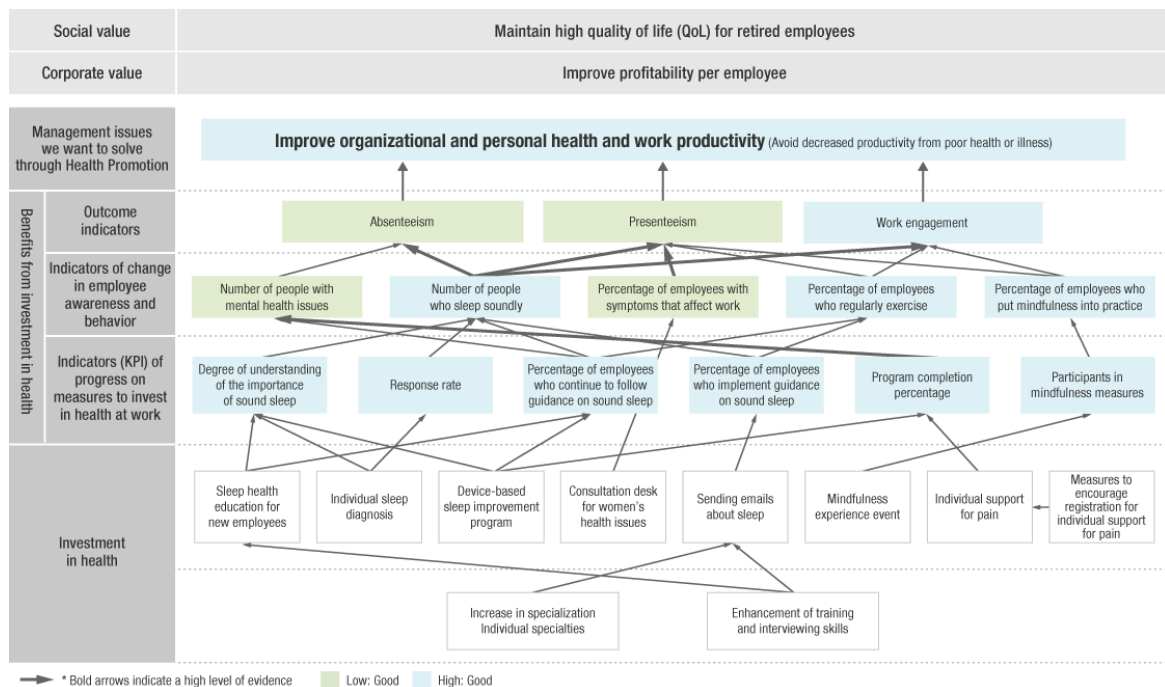 Social value
Maintain high quality of life (QoL) for retired employees
Corporate value
Improve profitability per employee
Management issues
we want to solve
through Health Promotion
Improve organizational and personal health and work productivity (Avoid decreased productivity from poor health or illness)
Benefits from investment in health
Outcome
indicators
Absenteeism
Presenteeism
Work engagement
Indicators of change
in employee
awareness and
behavior
Number of people with
mental health issues
Number of people
who sleep soundly
Percentage of employees with
symptoms that affect work
Percentage of employees
who regularly exercise
Percentage of employees who
put mindfulness into practice
Indicators (KPI) of
progress on
measures to invest
in health at work
Degree of understanding
of the importance
of sound sleep
Response rate
Percentage of employees
who continue to follow
guidance on sound sleep
Percentage of employees
who implement guidance
on sound sleep
Program completion
percentage
Participants in
mindfulness measures
Investment
in health
Sleep health
education for
new employees
Individual sleep
diagnosis
Device-based
sleep improvement
program
Consultation desk
for women's
health issues
Sending emails
about sleep
Mindfulness
experience event
Individual support
for pain
Measures to
encourage
registration for
individual support
for pain
Increase in specialization
Individual specialties
Enhancement of training
and interviewing skills
* Bold arrows indicate a high level of evidence
Low: Good
High: Good